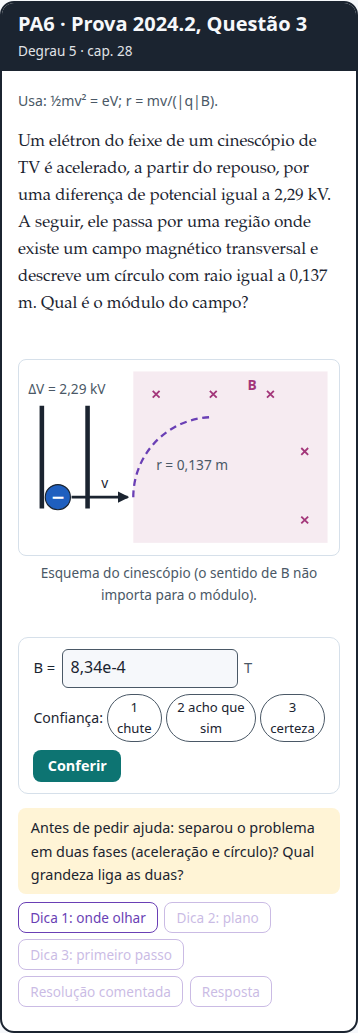 PA6 · Prova 2024.2, Questão 3
Degrau 5 · cap. 28
Usa: ½mv² = eV; r = mv/(|q|B).
Um elétron do feixe de um cinescópio de
TV é acelerado, a partir do repouso, por
uma diferença de potencial igual a 2,29 kV.
A seguir, ele passa por uma região onde
existe um campo magnético transversal e
descreve um círculo com raio igual a 0,137
m. Qual é o módulo do campo?
ΔV = 2,29 kV
B
× × ×
r = 0,137 m
×
v
−
×
Esquema do cinescópio (o sentido de B não
importa para o módulo).
B = 8,34e-4 T
Confiança:
1
chute
2 acho que
sim
3
certeza
Conferir
Antes de pedir ajuda: separou o problema
em duas fases (aceleração e círculo)? Qual
grandeza liga as duas?
Dica 1: onde olhar
Dica 2: plano
Dica 3: primeiro passo
Resolução comentada
Resposta